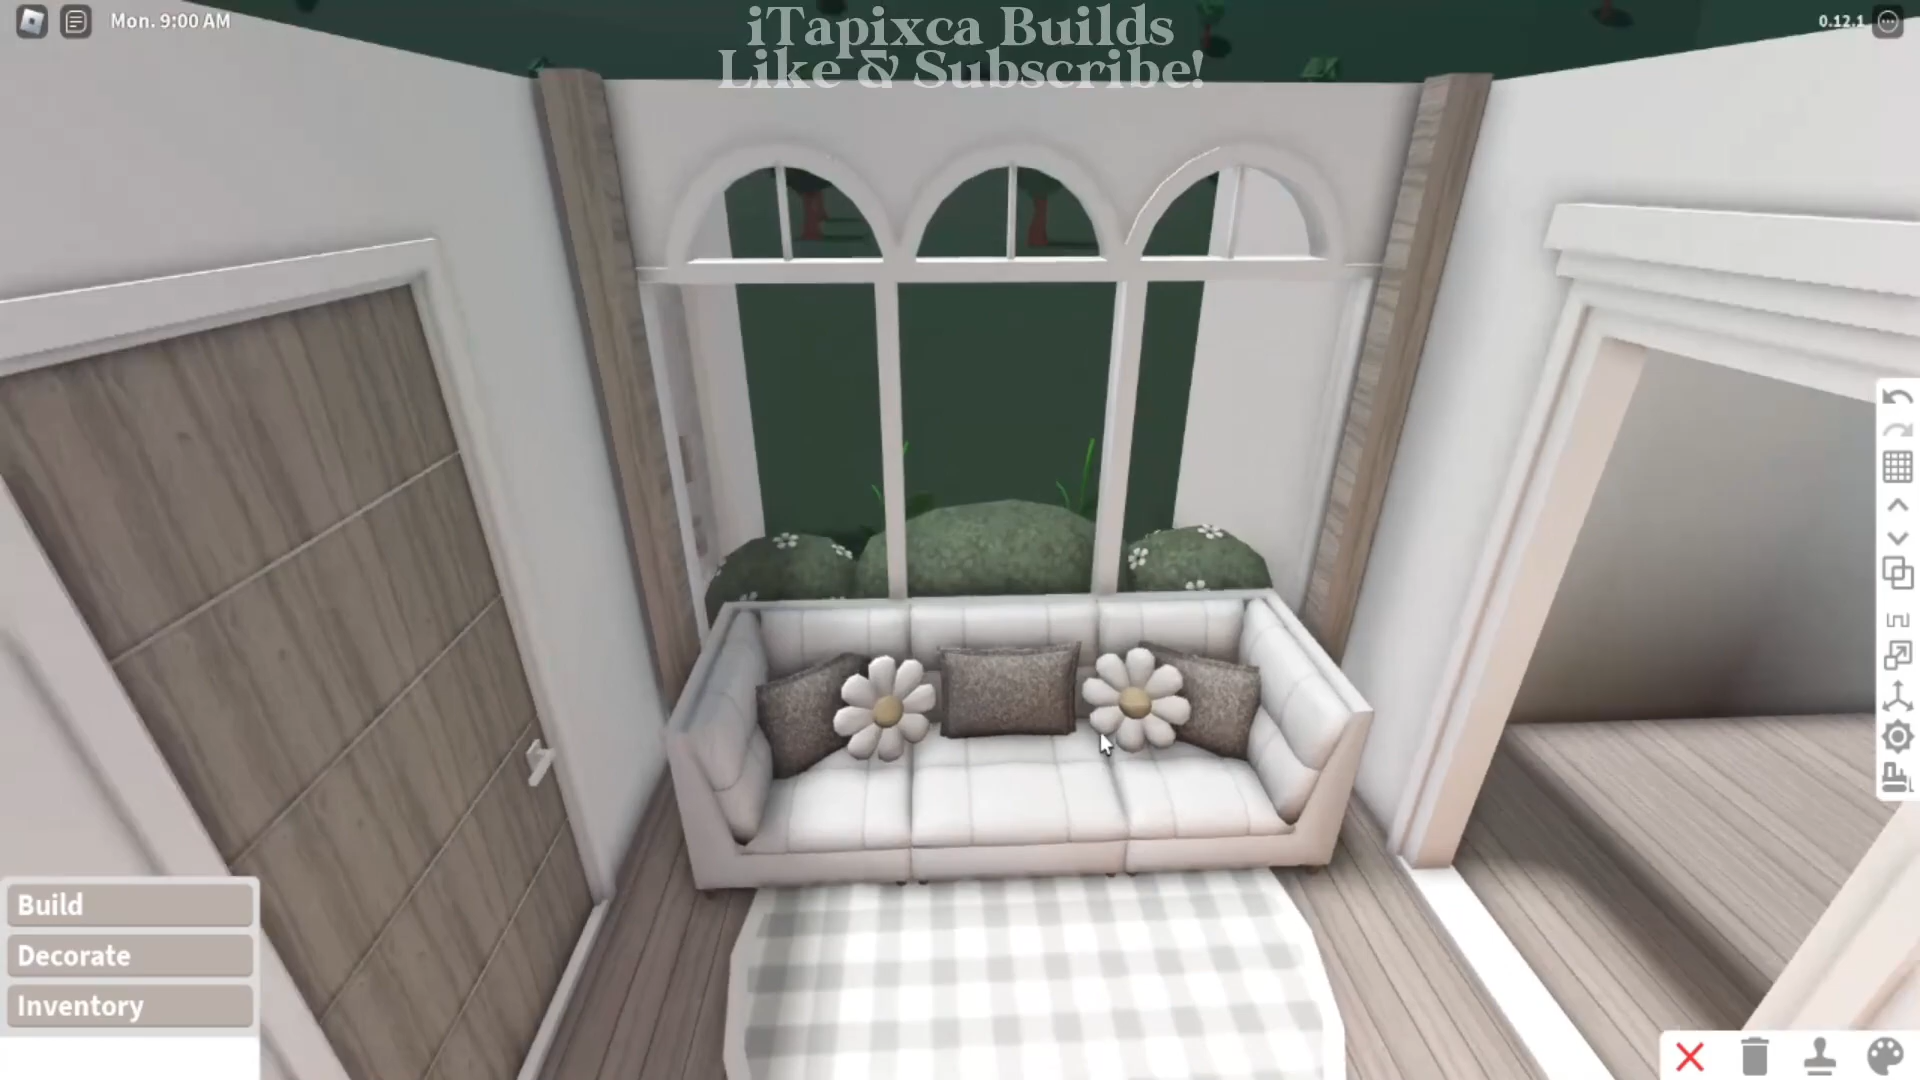 Mon. 9:00 AM
iTapixca Builds
Like & Subscribe!
0.12.1
Build
Decorate
Inventory